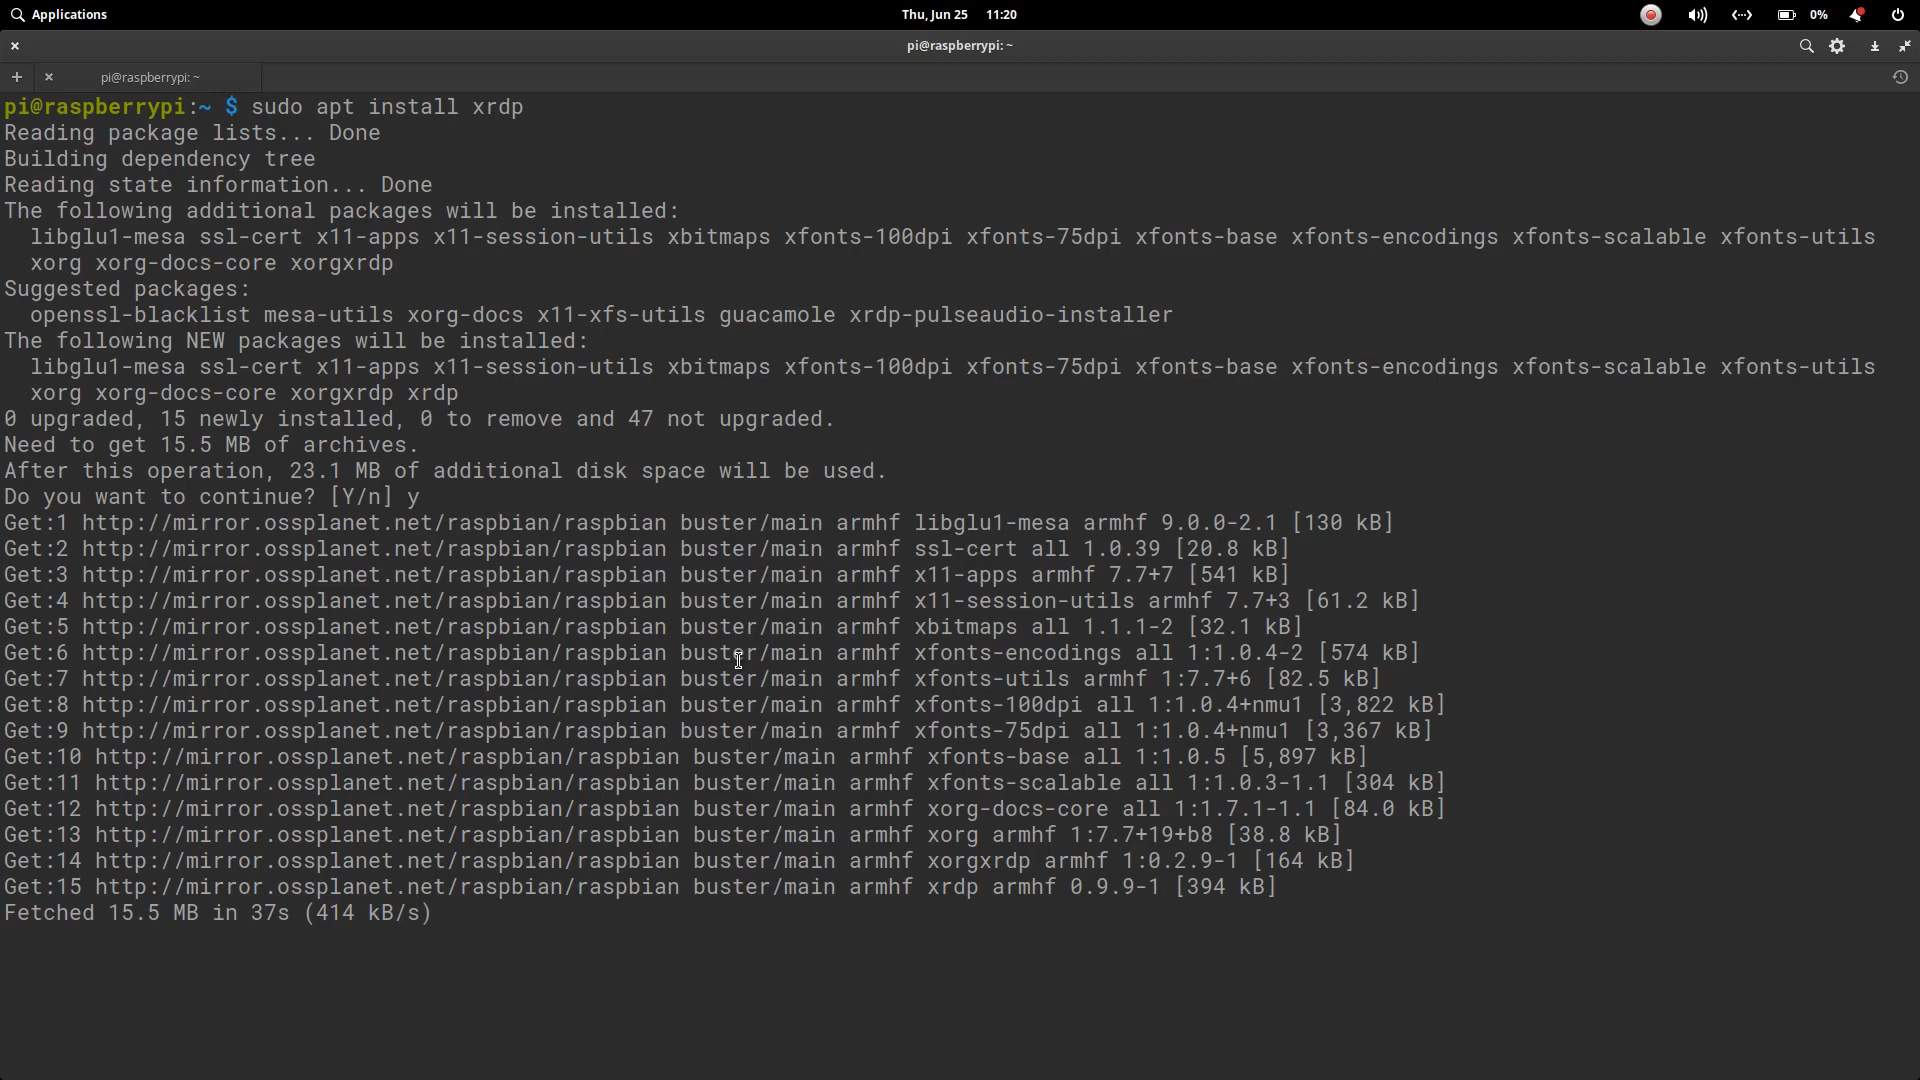 Applications
Thu, Jun 25 11:20
0%
pi@raspberrypi: ~
pi@raspberrypi: ~
pi@raspberrypi:~ $ sudo apt install xrdp
Reading package lists... Done
Building dependency tree
Reading state information... Done
The following additional packages will be installed:
  libglu1-mesa ssl-cert x11-apps x11-session-utils xbitmaps xfonts-100dpi xfonts-75dpi xfonts-base xfonts-encodings xfonts-scalable xfonts-utils
  xorg xorg-docs-core xorgxrdp
Suggested packages:
  openssl-blacklist mesa-utils xorg-docs x11-xfs-utils guacamole xrdp-pulseaudio-installer
The following NEW packages will be installed:
  libglu1-mesa ssl-cert x11-apps x11-session-utils xbitmaps xfonts-100dpi xfonts-75dpi xfonts-base xfonts-encodings xfonts-scalable xfonts-utils
  xorg xorg-docs-core xorgxrdp xrdp
0 upgraded, 15 newly installed, 0 to remove and 47 not upgraded.
Need to get 15.5 MB of archives.
After this operation, 23.1 MB of additional disk space will be used.
Do you want to continue? [Y/n] y
Get:1 http://mirror.ossplanet.net/raspbian/raspbian buster/main armhf libglu1-mesa armhf 9.0.0-2.1 [130 kB]
Get:2 http://mirror.ossplanet.net/raspbian/raspbian buster/main armhf ssl-cert all 1.0.39 [20.8 kB]
Get:3 http://mirror.ossplanet.net/raspbian/raspbian buster/main armhf x11-apps armhf 7.7+7 [541 kB]
Get:4 http://mirror.ossplanet.net/raspbian/raspbian buster/main armhf x11-session-utils armhf 7.7+3 [61.2 kB]
Get:5 http://mirror.ossplanet.net/raspbian/raspbian buster/main armhf xbitmaps all 1.1.1-2 [32.1 kB]
Get:6 http://mirror.ossplanet.net/raspbian/raspbian buster/main armhf xfonts-encodings all 1:1.0.4-2 [574 kB]
Get:7 http://mirror.ossplanet.net/raspbian/raspbian buster/main armhf xfonts-utils armhf 1:7.7+6 [82.5 kB]
Get:8 http://mirror.ossplanet.net/raspbian/raspbian buster/main armhf xfonts-100dpi all 1:1.0.4+nmu1 [3,822 kB]
Get:9 http://mirror.ossplanet.net/raspbian/raspbian buster/main armhf xfonts-75dpi all 1:1.0.4+nmu1 [3,367 kB]
Get:10 http://mirror.ossplanet.net/raspbian/raspbian buster/main armhf xfonts-base all 1:1.0.5 [5,897 kB]
Get:11 http://mirror.ossplanet.net/raspbian/raspbian buster/main armhf xfonts-scalable all 1:1.0.3-1.1 [304 kB]
Get:12 http://mirror.ossplanet.net/raspbian/raspbian buster/main armhf xorg-docs-core all 1:1.7.1-1.1 [84.0 kB]
Get:13 http://mirror.ossplanet.net/raspbian/raspbian buster/main armhf xorg armhf 1:7.7+19+b8 [38.8 kB]
Get:14 http://mirror.ossplanet.net/raspbian/raspbian buster/main armhf xorgxrdp armhf 1:0.2.9-1 [164 kB]
Get:15 http://mirror.ossplanet.net/raspbian/raspbian buster/main armhf xrdp armhf 0.9.9-1 [394 kB]
Fetched 15.5 MB in 37s (414 kB/s)